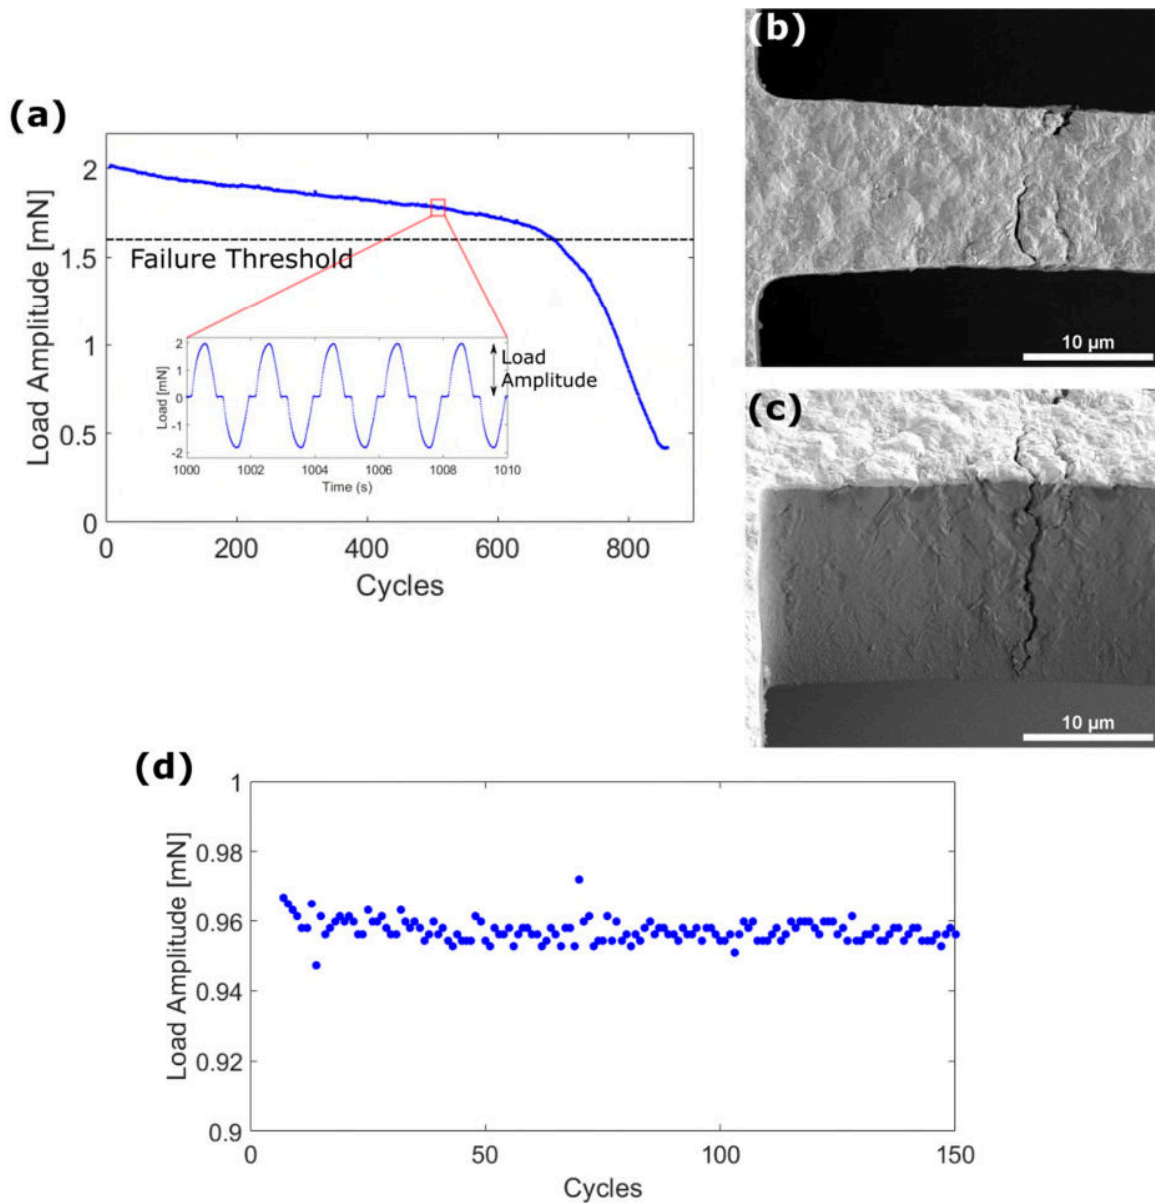 (a)
Load Amplitude [mN]
2
1.5
1
0.5
0
Failure Threshold
Load [mN]
2
1
0
-1
-2
Load
Amplitude
1000 1002 1004 1006 1008 1010
Time (s)
0 200 400 600 800
Cycles
(b)
10 µm
(c)
10 µm
(d)
Load Amplitude [mN]
1
0.98
0.96
0.94
0.92
0.9
0 50 100 150
Cycles